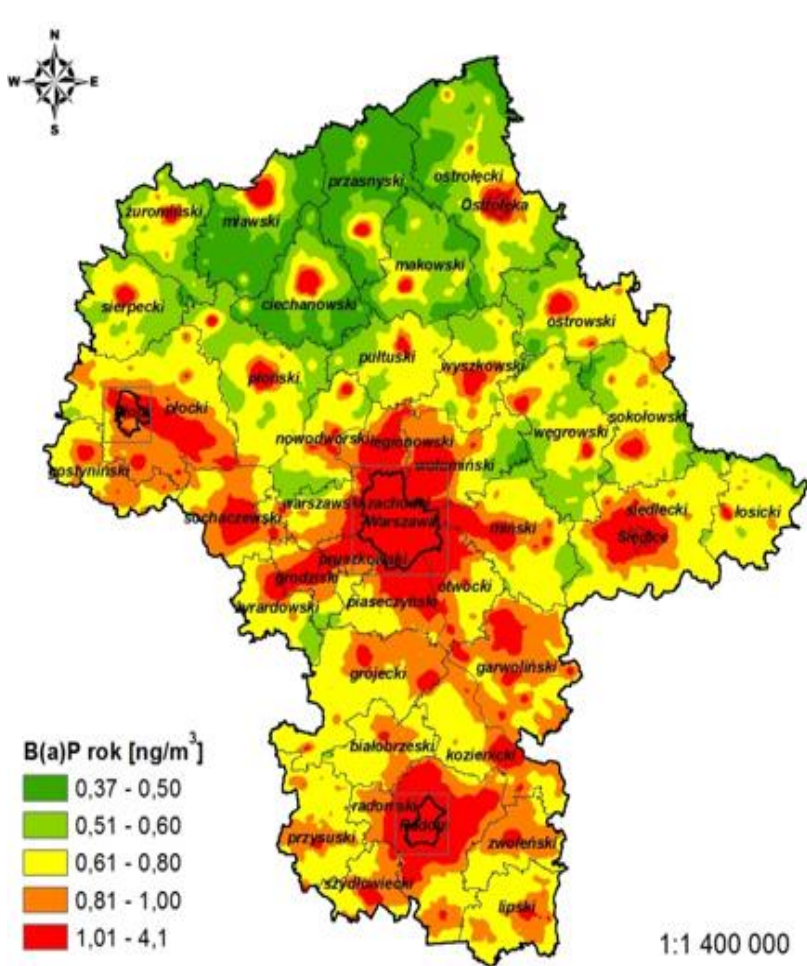 N
W E
S
przasnyski
ostrołęcki
Ostrołęka
żuromiński
mławski
makowski
ciechanowski
sierpecki
ostrowski
pułtuski
wyszkowski
płoński
płocki
sokołowski
węgrowski
nowodworski
legionowski
wołomiński
gostyniński
warszawski
zachodni
sochaczewski
Warszawa
siedlecki
łosicki
miński
Siedlce
pruszkowski
grodziski
otwocki
żyrardowski
piaseczyński
garwoliński
grójecki
B(a)P rok [ng/m³]
białobrzeski
kozienicki
0,37 - 0,50
0,51 - 0,60
radomski
Radom
0,61 - 0,80
przysuski
zwoleński
0,81 - 1,00
szydłowiecki
lipski
1,01 - 4,1
1:1 400 000